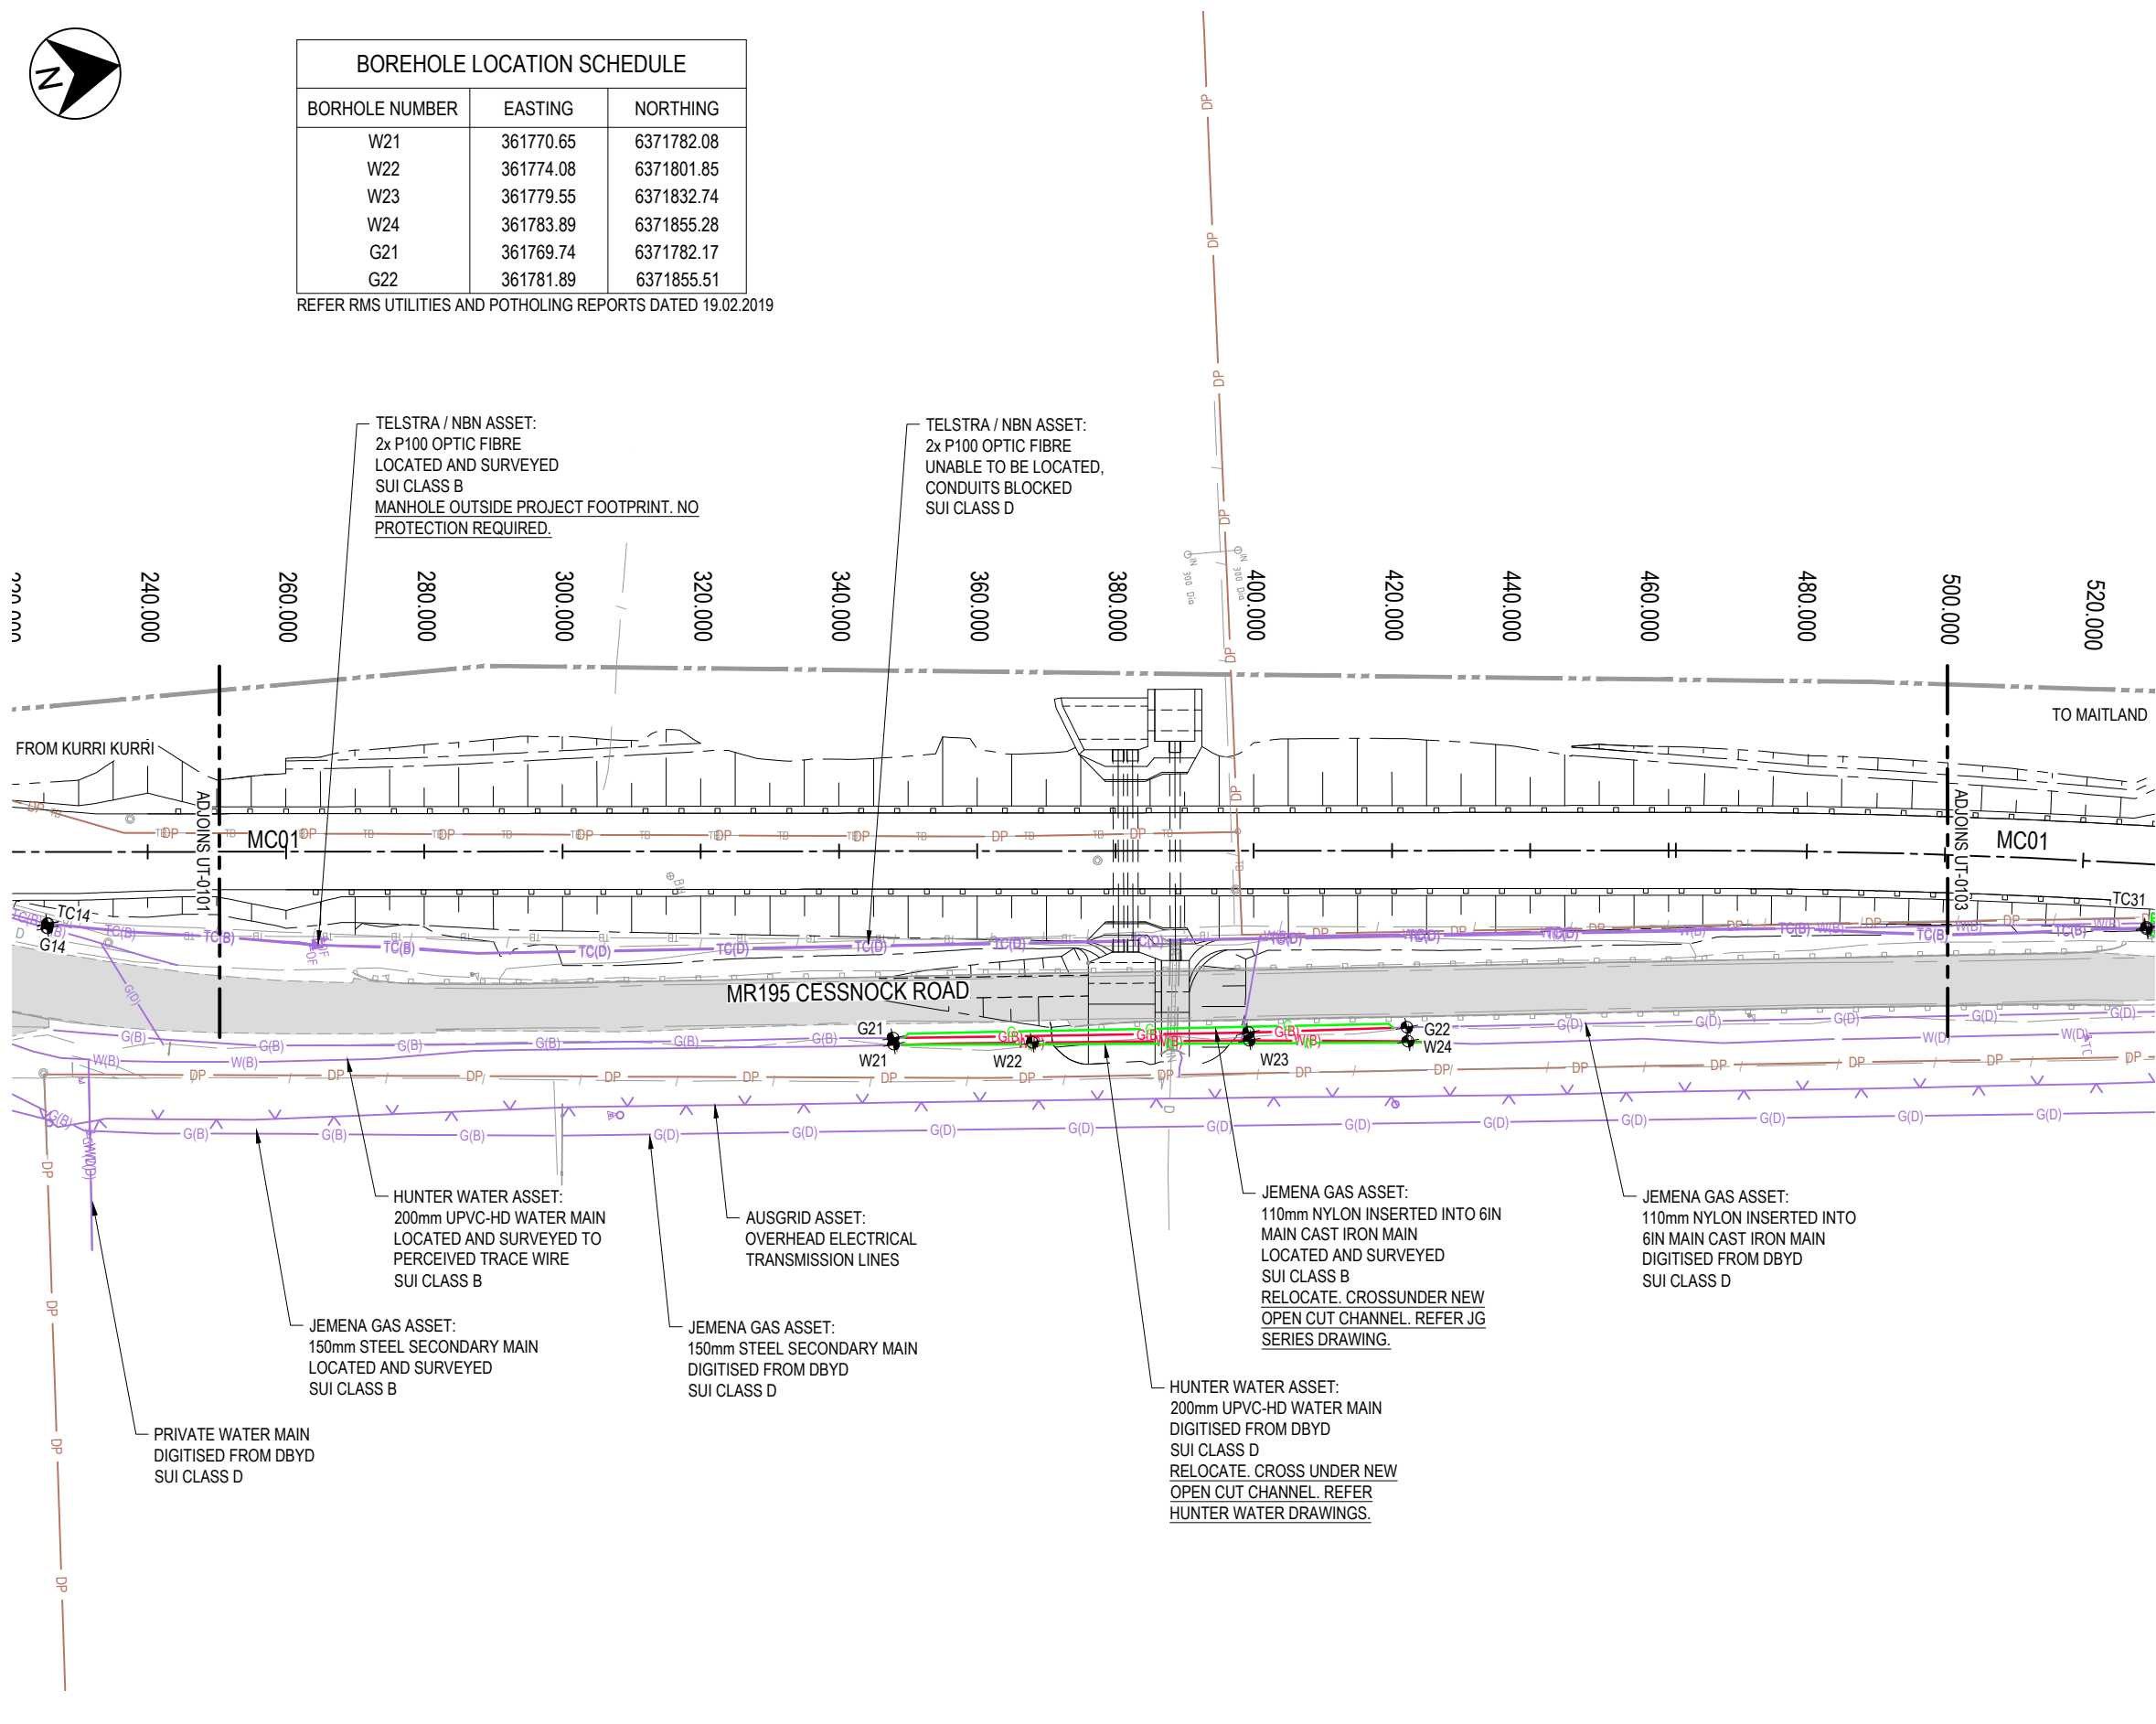 N
BOREHOLE LOCATION SCHEDULE
BORHOLE NUMBER EASTING NORTHING
W21 361770.65 6371782.08
W22 361774.08 6371801.85
W23 361779.55 6371832.74
W24 361783.89 6371855.28
G21 361769.74 6371782.17
G22 361781.89 6371855.51
REFER RMS UTILITIES AND POTHOLING REPORTS DATED 19.02.2019
TELSTRA / NBN ASSET:
2x P100 OPTIC FIBRE
LOCATED AND SURVEYED
SUI CLASS B
MANHOLE OUTSIDE PROJECT FOOTPRINT. NO
PROTECTION REQUIRED.
TELSTRA / NBN ASSET:
2x P100 OPTIC FIBRE
UNABLE TO BE LOCATED,
CONDUITS BLOCKED
SUI CLASS D
240.000
260.000
280.000
300.000
320.000
340.000
360.000
380.000
400.000
420.000
440.000
460.000
480.000
500.000
520.000
IN 300 Dia
IN 300 Dia
FROM KURRI KURRI
TO MAITLAND
ADJOINS UT-0101
MC01
ADJOINS UT-0103
MC01
TC14
G14
TC31
MR195 CESSNOCK ROAD
G21
W21
W22
W23
G22
W24
HUNTER WATER ASSET:
200mm UPVC-HD WATER MAIN
LOCATED AND SURVEYED TO
PERCEIVED TRACE WIRE
SUI CLASS B
AUSGRID ASSET:
OVERHEAD ELECTRICAL
TRANSMISSION LINES
JEMENA GAS ASSET:
110mm NYLON INSERTED INTO 6IN
MAIN CAST IRON MAIN
LOCATED AND SURVEYED
SUI CLASS B
RELOCATE. CROSSUNDER NEW
OPEN CUT CHANNEL. REFER JG
SERIES DRAWING.
JEMENA GAS ASSET:
110mm NYLON INSERTED INTO
6IN MAIN CAST IRON MAIN
DIGITISED FROM DBYD
SUI CLASS D
JEMENA GAS ASSET:
150mm STEEL SECONDARY MAIN
LOCATED AND SURVEYED
SUI CLASS B
JEMENA GAS ASSET:
150mm STEEL SECONDARY MAIN
DIGITISED FROM DBYD
SUI CLASS D
HUNTER WATER ASSET:
200mm UPVC-HD WATER MAIN
DIGITISED FROM DBYD
SUI CLASS D
RELOCATE. CROSS UNDER NEW
OPEN CUT CHANNEL. REFER
HUNTER WATER DRAWINGS.
PRIVATE WATER MAIN
DIGITISED FROM DBYD
SUI CLASS D